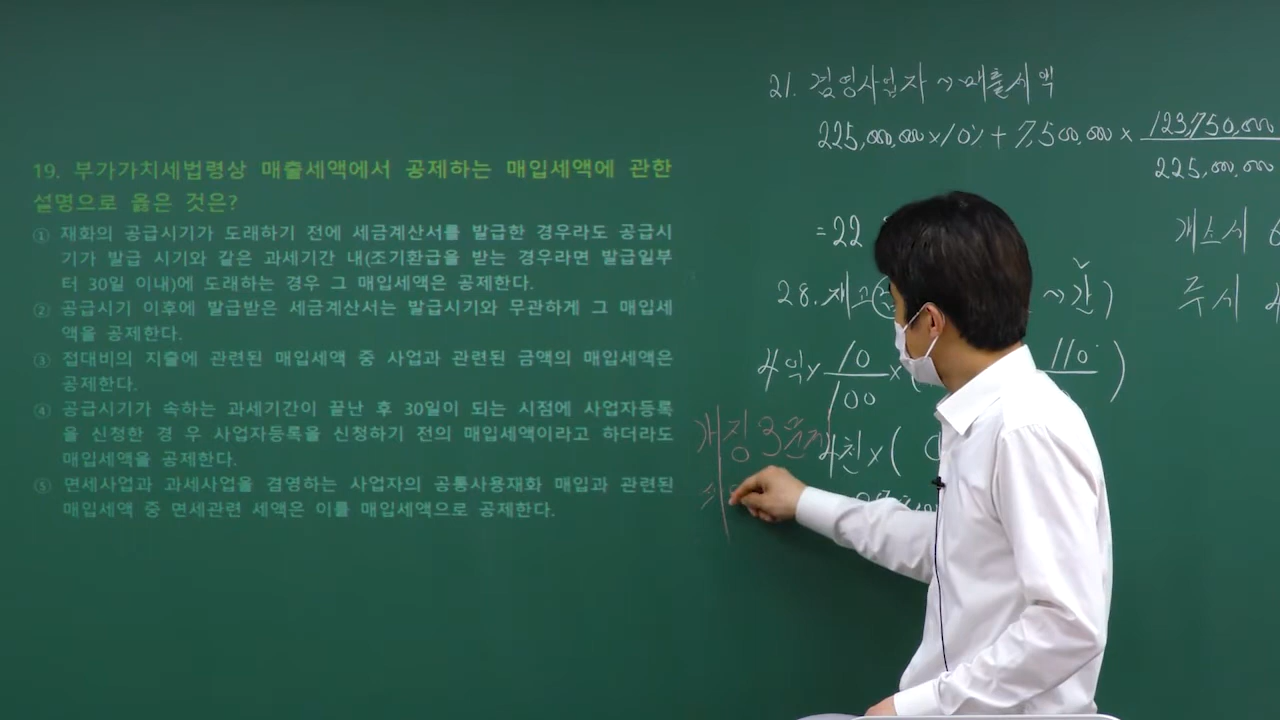 19. 부가가치세법령상 매출세액에서 공제하는 매입세액에 관한
설명으로 옳은 것은?
① 재화의 공급시기가 도래하기 전에 세금계산서를 발급한 경우라도 공급시
기가 발급 시기와 같은 과세기간 내(조기환급을 받는 경우라면 발급일부
터 30일 이내)에 도래하는 경우 그 매입세액은 공제한다.
② 공급시기 이후에 발급받은 세금계산서는 발급시기와 무관하게 그 매입세
액을 공제한다.
③ 접대비의 지출에 관련된 매입세액 중 사업과 관련된 금액의 매입세액은
공제한다.
④ 공급시기가 속하는 과세기간이 끝난 후 30일이 되는 시점에 사업자등록
을 신청한 경 우 사업자등록을 신청하기 전의 매입세액이라고 하더라도
매입세액을 공제한다.
⑤ 면세사업과 과세사업을 겸영하는 사업자의 공통사용재화 매입과 관련된
매입세액 중 면세관련 세액은 이를 매입세액으로 공제한다.
21. 겸영사업자 ~ 매출세액
225,000,000 × 10% + 7,500,000 × 123,750,000
225,000,000
= 22
개소세
28. 재고
~간)
주세
4억 × 10/100 × (
110
)
개정 3문제
4천 × (